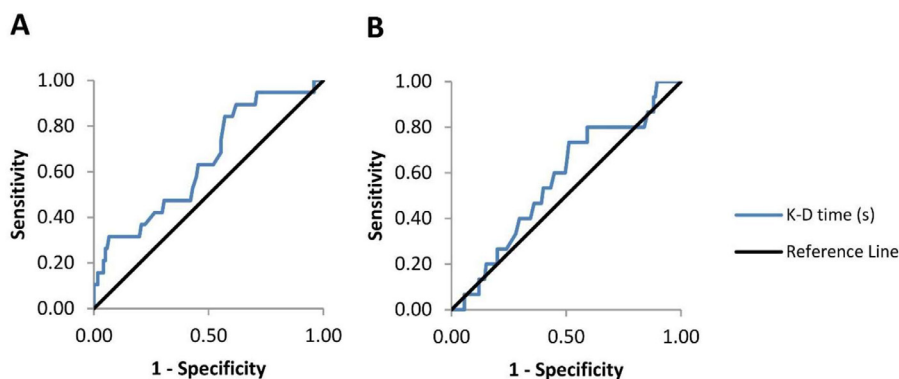 A
B
1.00
0.80
0.60
0.40
0.20
0.00
Sensitivity
0.00 0.50 1.00
1 - Specificity
1.00
0.80
0.60
0.40
0.20
0.00
Sensitivity
0.00 0.50 1.00
1 - Specificity
K-D time (s)
Reference Line